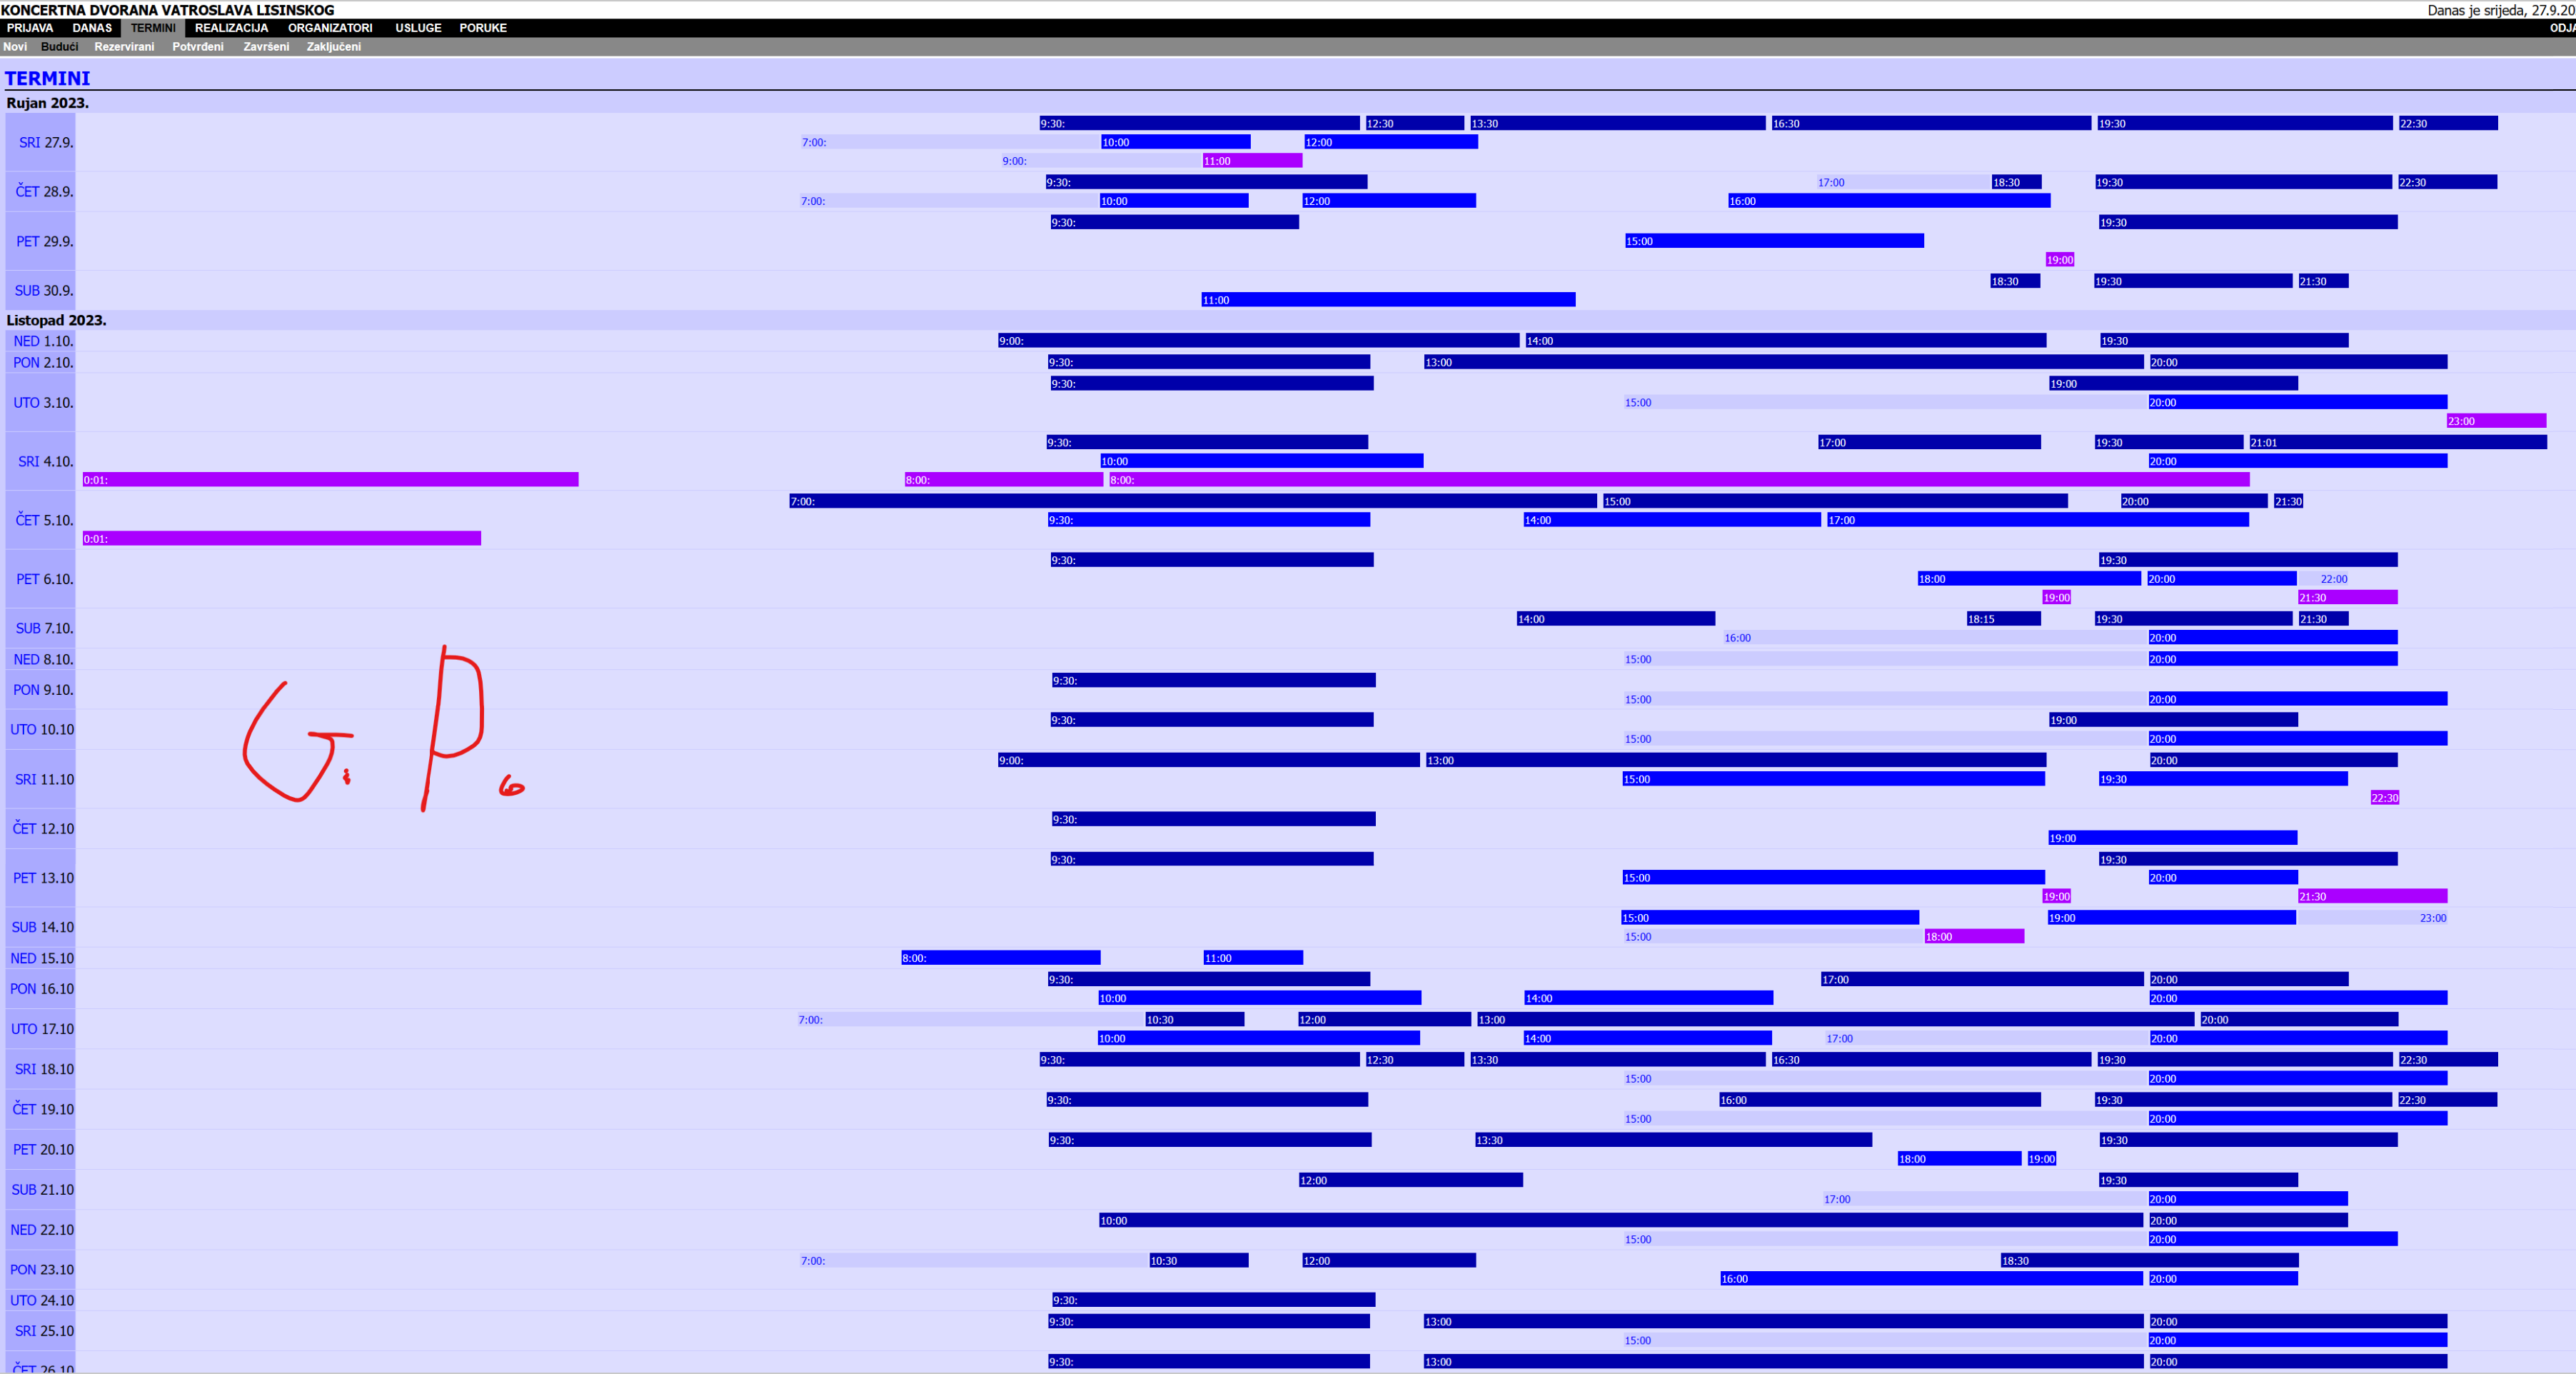 KONCERTNA DVORANA VATROSLAVA LISINSKOG Danas je srijeda, 27.9.20
PRIJAVA DANAS TERMINI REALIZACIJA ORGANIZATORI USLUGE PORUKE ODJA
Novi Budući Rezervirani Potvrđeni Završeni Zaključeni
TERMINI
Rujan 2023.
9:30: 12:30 13:30 16:30 19:30 22:30
SRI 27.9. 7:00: 10:00 12:00
9:00: 11:00
ČET 28.9. 9:30: 17:00 18:30 19:30 22:30
7:00: 10:00 12:00 16:00
9:30: 19:30
PET 29.9. 15:00
19:00
SUB 30.9. 18:30 19:30 21:30
11:00
Listopad 2023.
NED 1.10. 9:00: 14:00 19:30
PON 2.10. 9:30: 13:00 20:00
9:30: 19:00
UTO 3.10. 15:00 20:00
23:00
9:30: 17:00 19:30 21:01
SRI 4.10. 10:00 20:00
0:01: 8:00: 8:00:
7:00: 15:00 20:00 21:30
ČET 5.10. 9:30: 14:00 17:00
0:01:
9:30: 19:30
PET 6.10. 18:00 20:00 22:00
19:00 21:30
SUB 7.10. 14:00 18:15 19:30 21:30
16:00 20:00
NED 8.10. 15:00 20:00
PON 9.10. 9:30:
15:00 20:00
UTO 10.10 9:30: 19:00
15:00 20:00
G. P.
9:00: 13:00 20:00
SRI 11.10 15:00 19:30
22:30
ČET 12.10 9:30:
19:00
9:30: 19:30
PET 13.10 15:00 20:00
19:00 21:30
SUB 14.10 15:00 19:00 23:00
15:00 18:00
NED 15.10 8:00: 11:00
PON 16.10 9:30: 17:00 20:00
10:00 14:00 20:00
UTO 17.10 7:00: 10:30 12:00 13:00 20:00
10:00 14:00 17:00 20:00
SRI 18.10 9:30: 12:30 13:30 16:30 19:30 22:30
15:00 20:00
ČET 19.10 9:30: 16:00 19:30 22:30
15:00 20:00
PET 20.10 9:30: 13:30 19:30
18:00 19:00
SUB 21.10 12:00 19:30
17:00 20:00
NED 22.10 10:00 20:00
15:00 20:00
PON 23.10 7:00: 10:30 12:00 18:30
16:00 20:00
UTO 24.10 9:30:
SRI 25.10 9:30: 13:00 20:00
15:00 20:00
ČET 26.10 9:30: 13:00 20:00